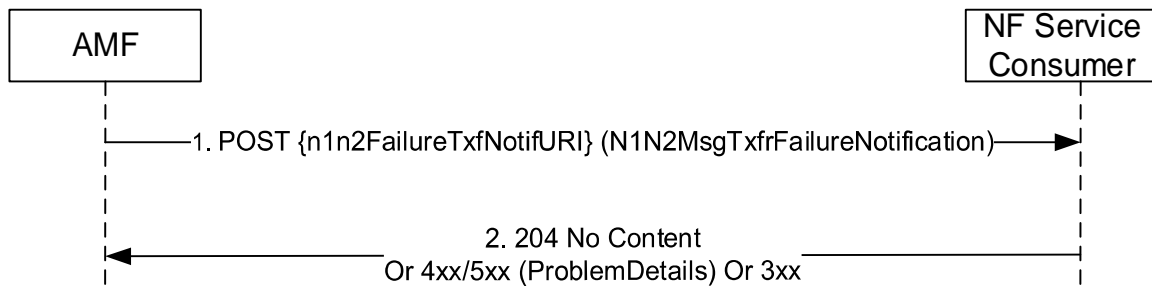 AMF
NF Service
Consumer
1. POST {n1n2FailureTxfNotifURI} (N1N2MsgTxfrFailureNotification)
2. 204 No Content
Or 4xx/5xx (ProblemDetails) Or 3xx